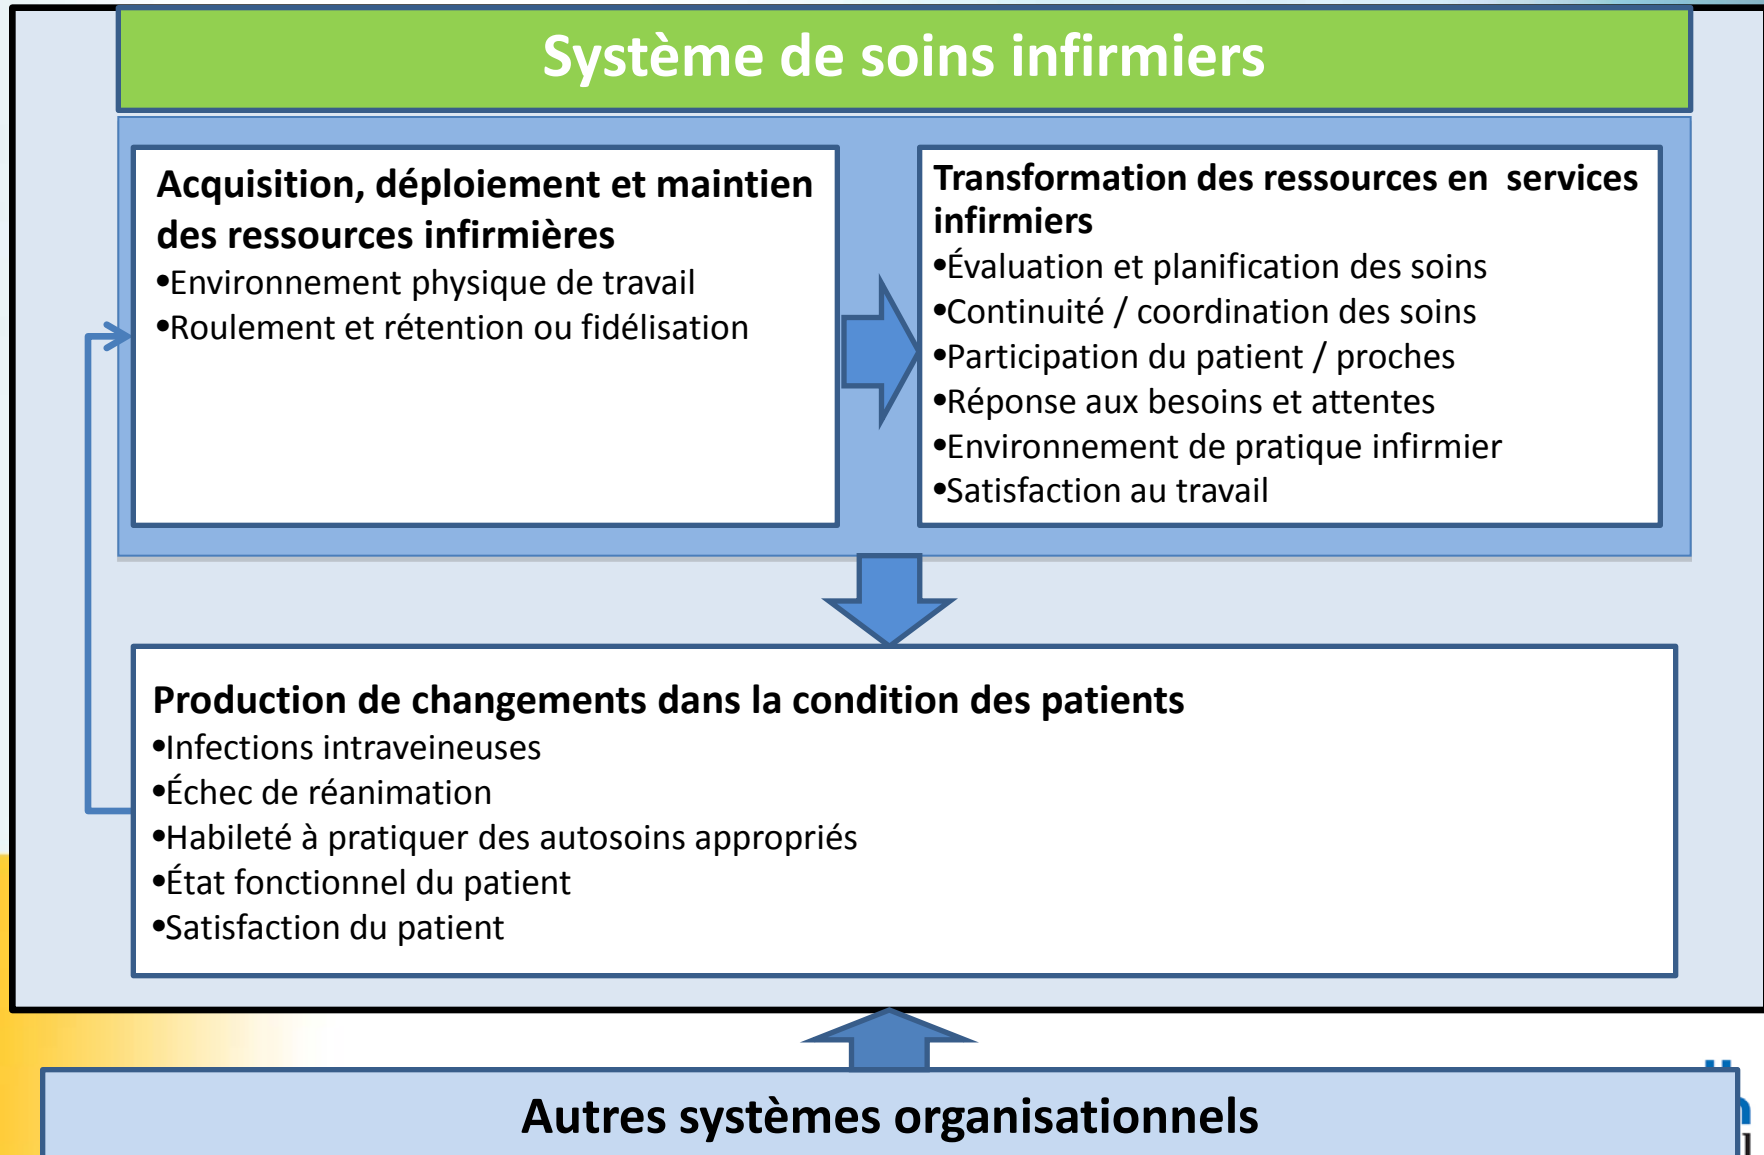 Système de soins infirmiers
Acquisition, déploiement et maintien
des ressources infirmières
•Environnement physique de travail
•Roulement et rétention ou fidélisation
Transformation des ressources en services
infirmiers
•Évaluation et planification des soins
•Continuité / coordination des soins
•Participation du patient / proches
•Réponse aux besoins et attentes
•Environnement de pratique infirmier
•Satisfaction au travail
Production de changements dans la condition des patients
•Infections intraveineuses
•Échec de réanimation
•Habileté à pratiquer des autosoins appropriés
•État fonctionnel du patient
•Satisfaction du patient
Autres systèmes organisationnels